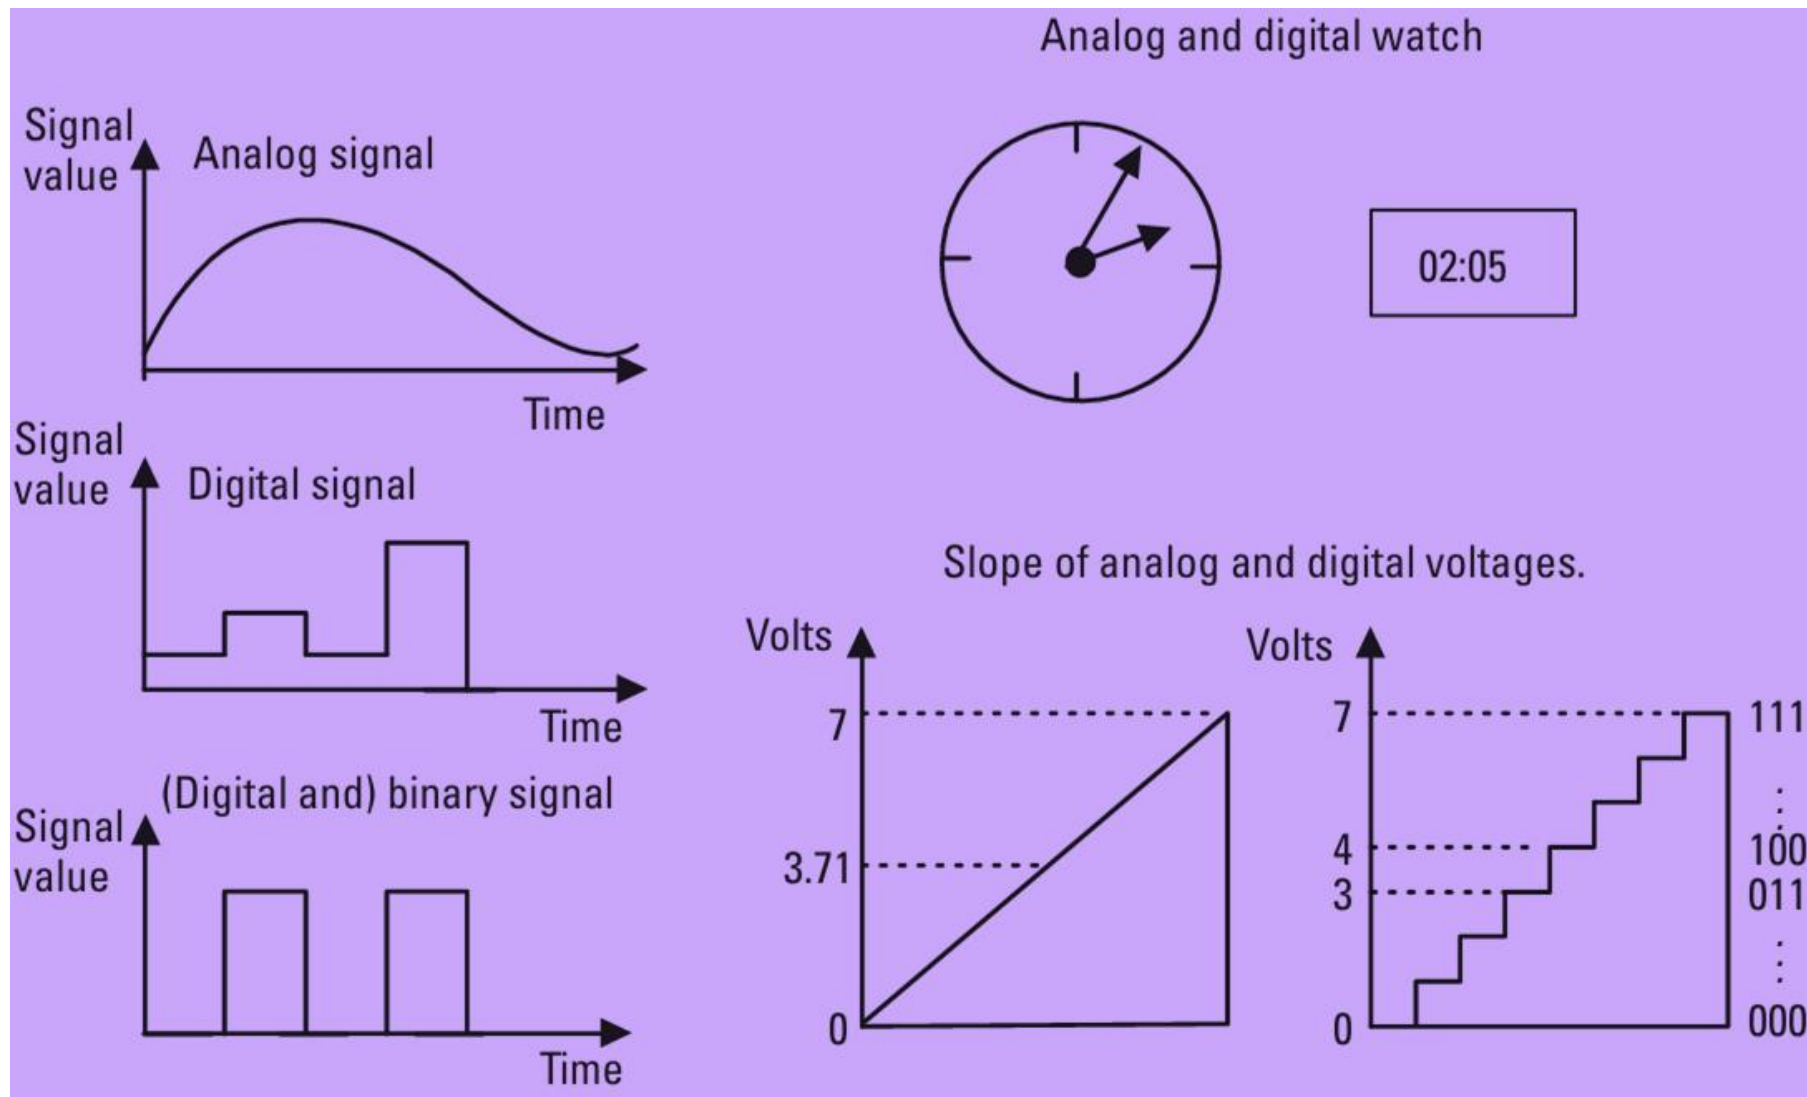 Analog and digital watch
Signal
value
Analog signal
Time
02:05
Signal
value
Digital signal
Time
(Digital and) binary signal
Signal
value
Time
Slope of analog and digital voltages.
Volts
7
3.71
0
Volts
7
4
3
0
111
100
011
000